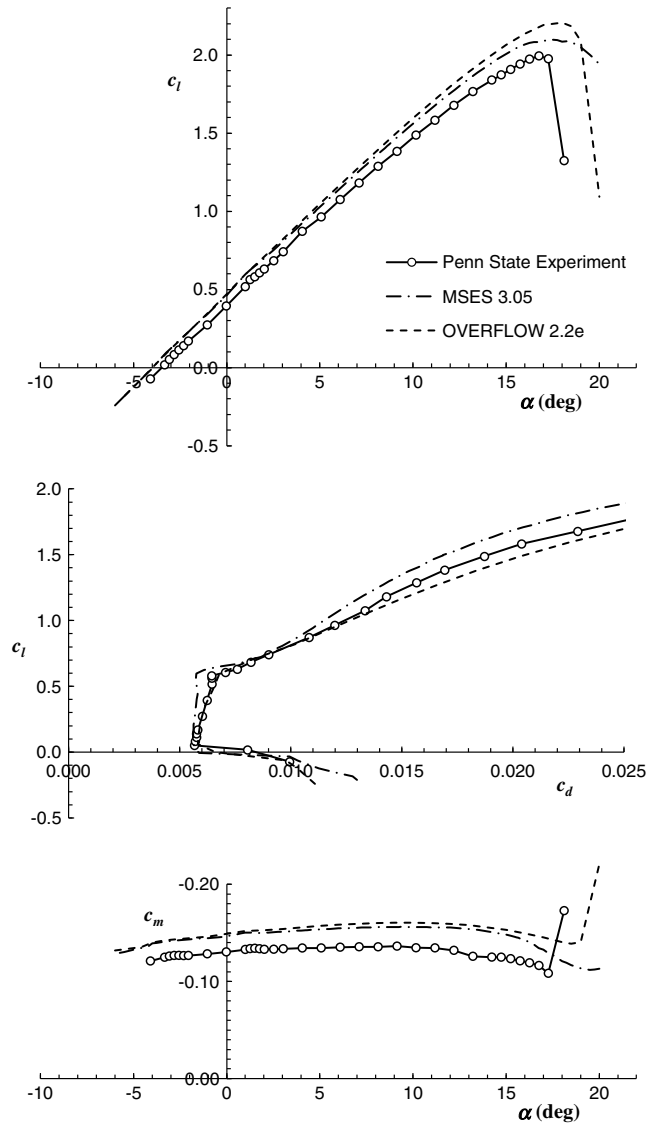 2.0
c_l
1.5
1.0
Penn State Experiment
0.5
MSES 3.05
OVERFLOW 2.2e
0.0
-10 -5 0 5 10 15 20
α (deg)
-0.5
2.0
1.5
c_l
1.0
0.5
0.0
0.000 0.005 0.010 0.015 0.020 0.025
c_d
-0.5
-0.20
c_m
-0.10
0.00
-10 -5 0 5 10 15 20
α (deg)